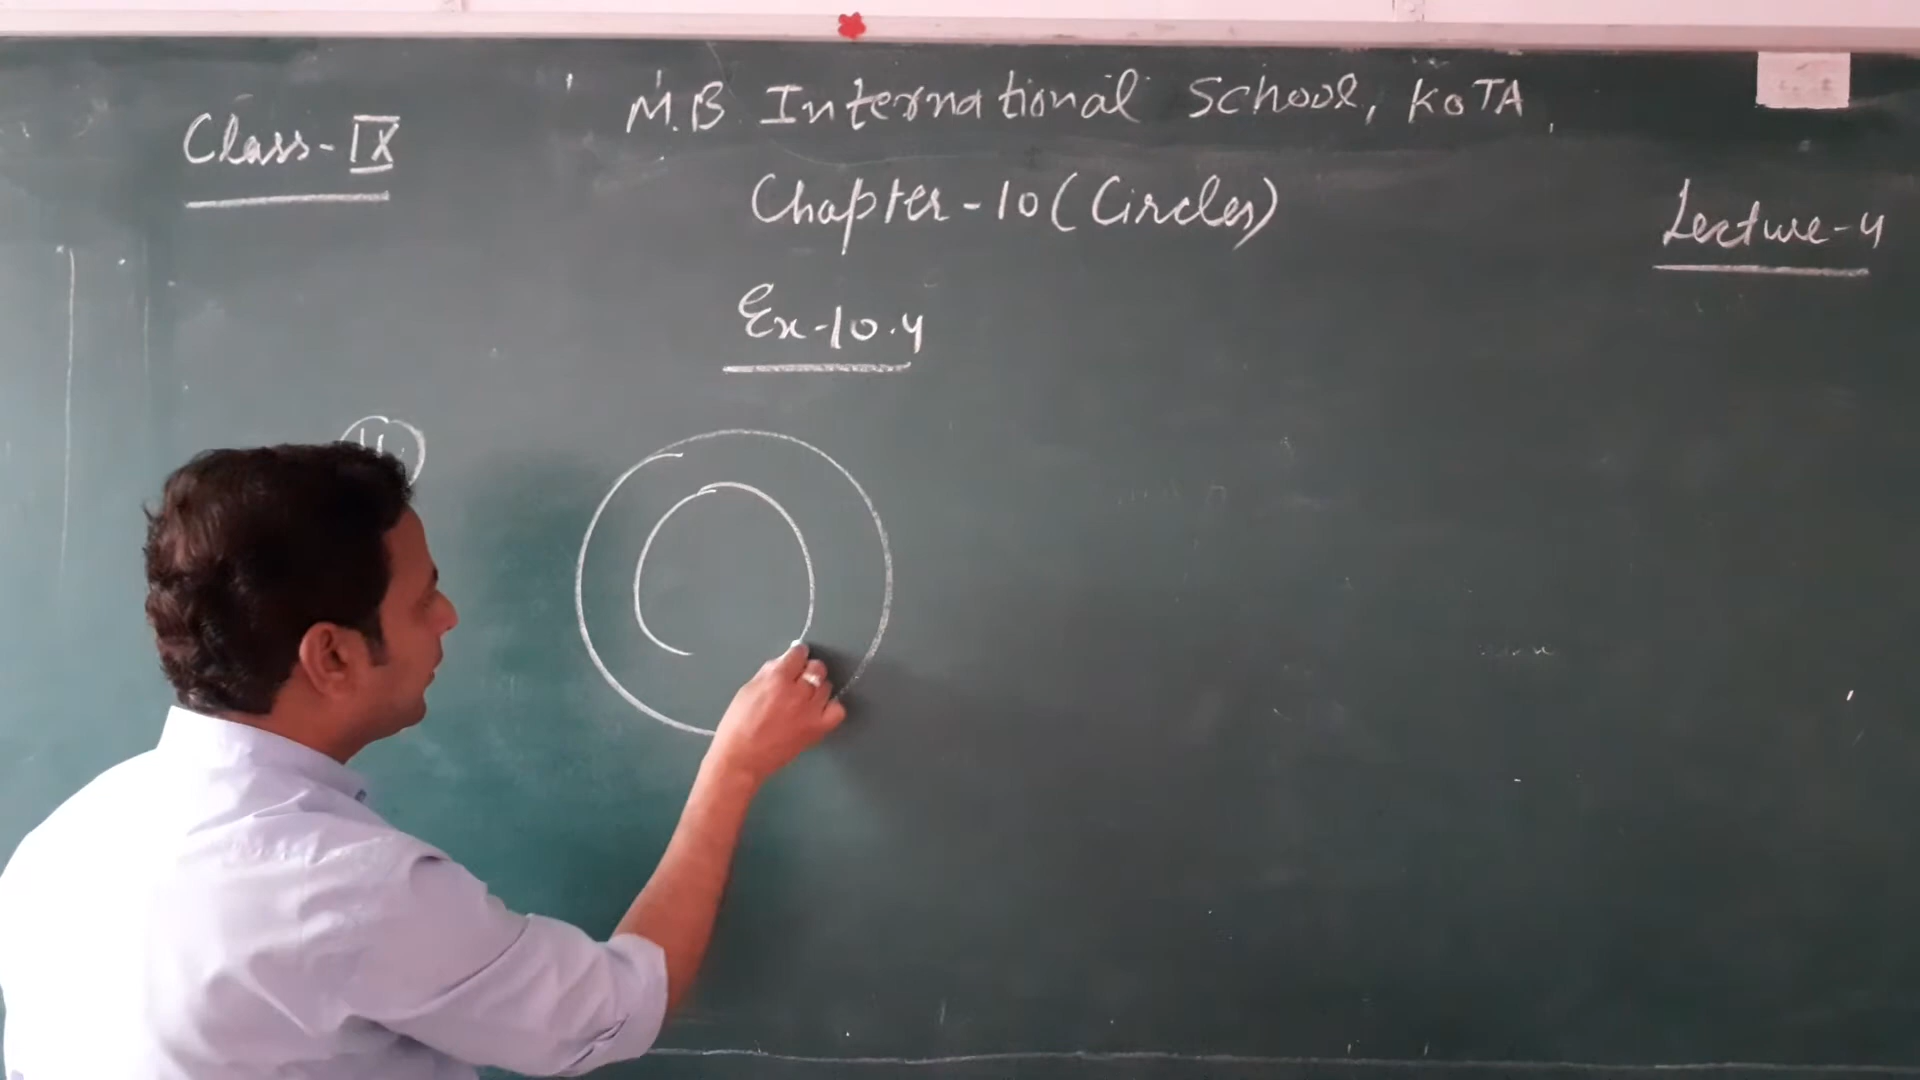 M.B International School, KOTA
Class-IX
Chapter-10 (Circles)
Lecture-4
Ex-10.4